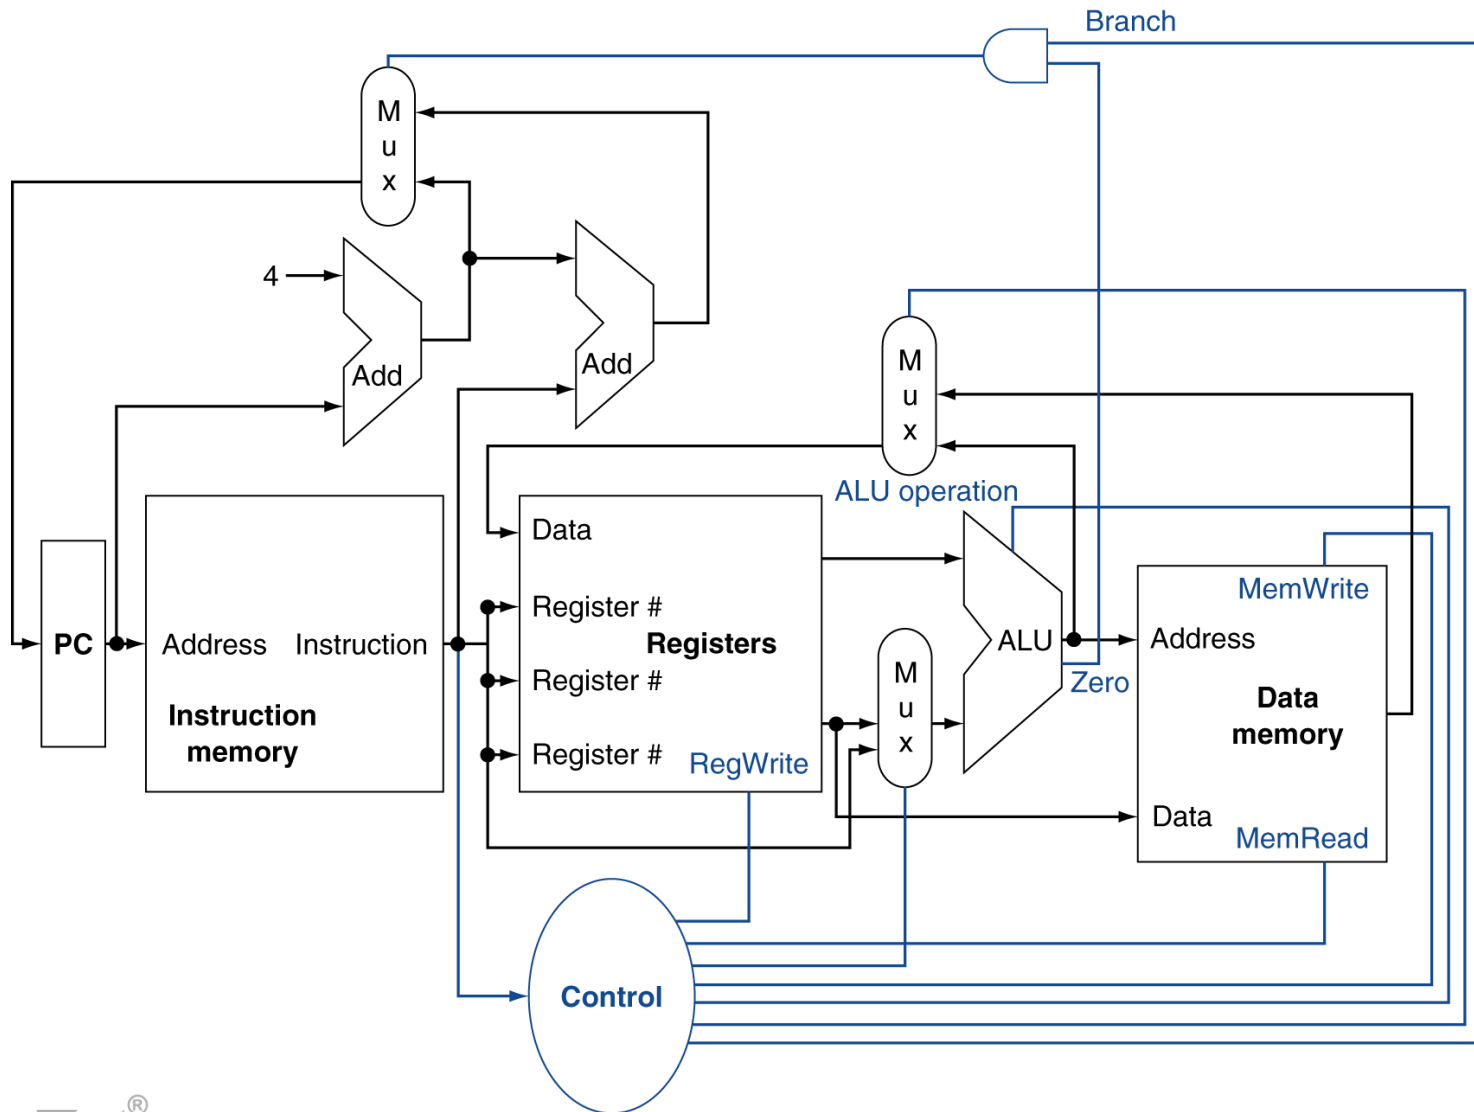 Branch
M
u
x
4
Add
Add
M
u
x
ALU operation
Data
Register #
Registers
Register #
Register #
RegWrite
PC
Address
Instruction
Instruction
memory
M
u
x
ALU
Zero
MemWrite
Address
Data
memory
Data
MemRead
Control
®